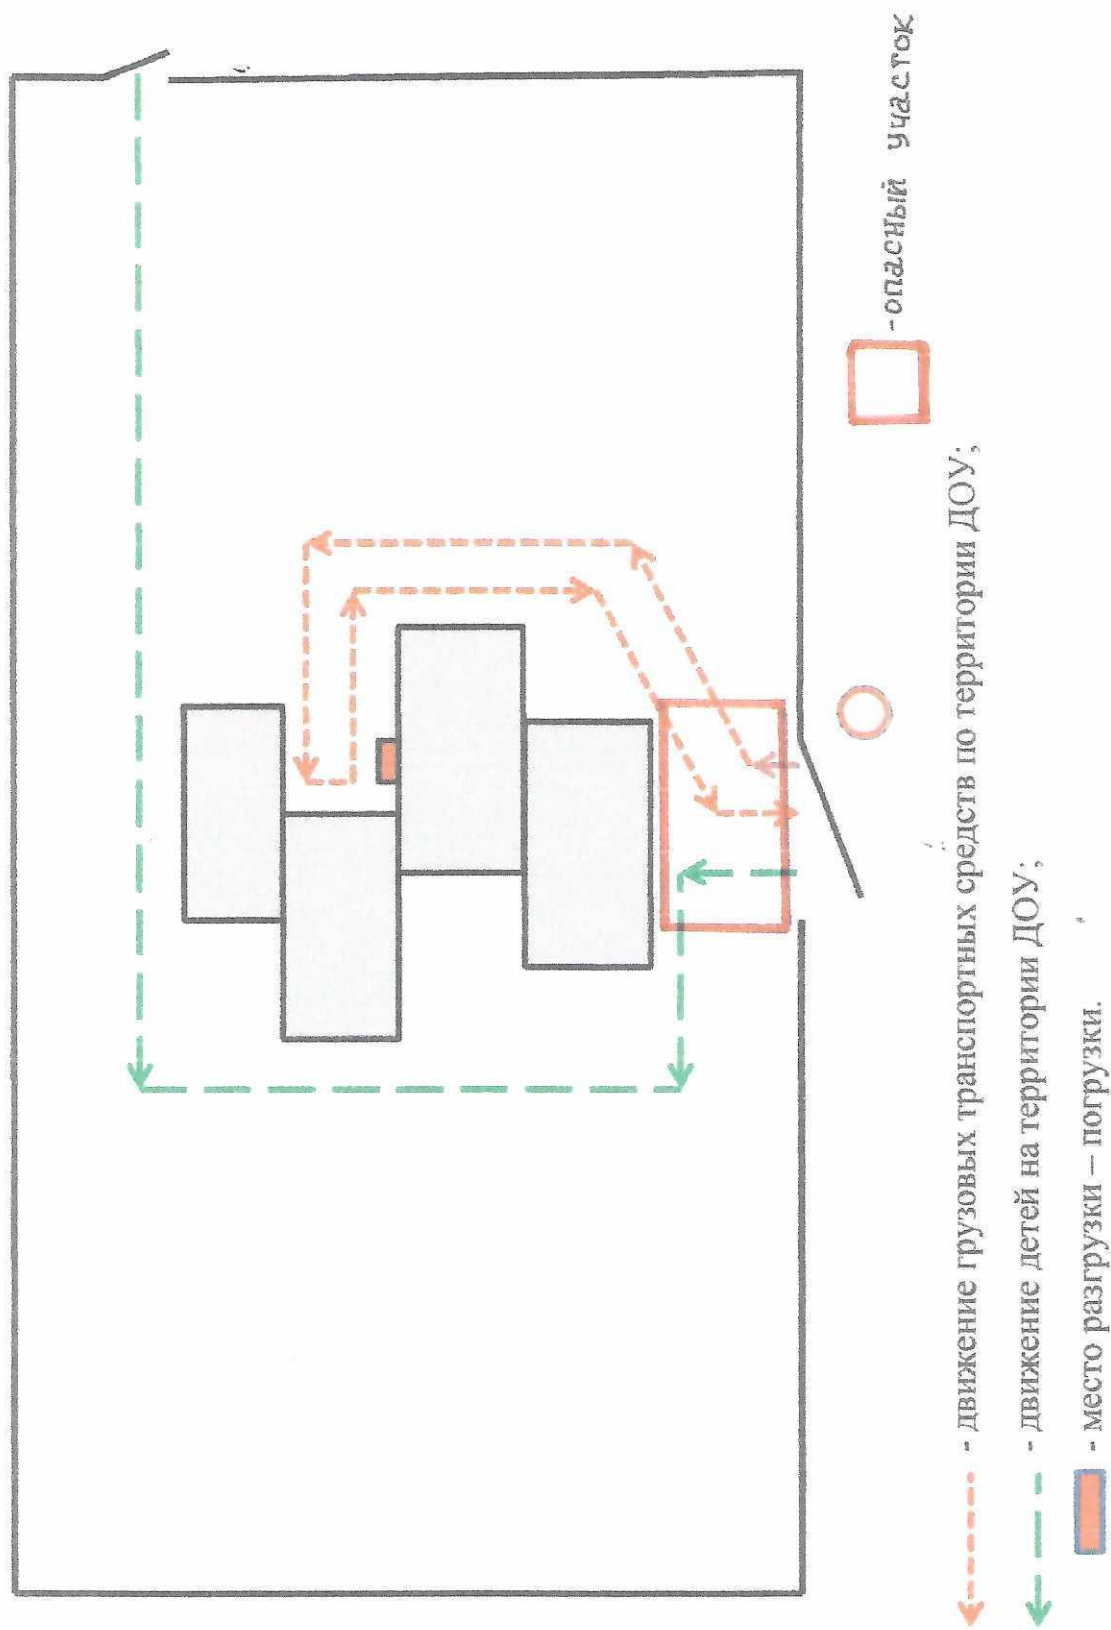 -опасный участок
- движение грузовых транспортных средств по территории ДОУ;
- движение детей на территории ДОУ;
- место разгрузки – погрузки.